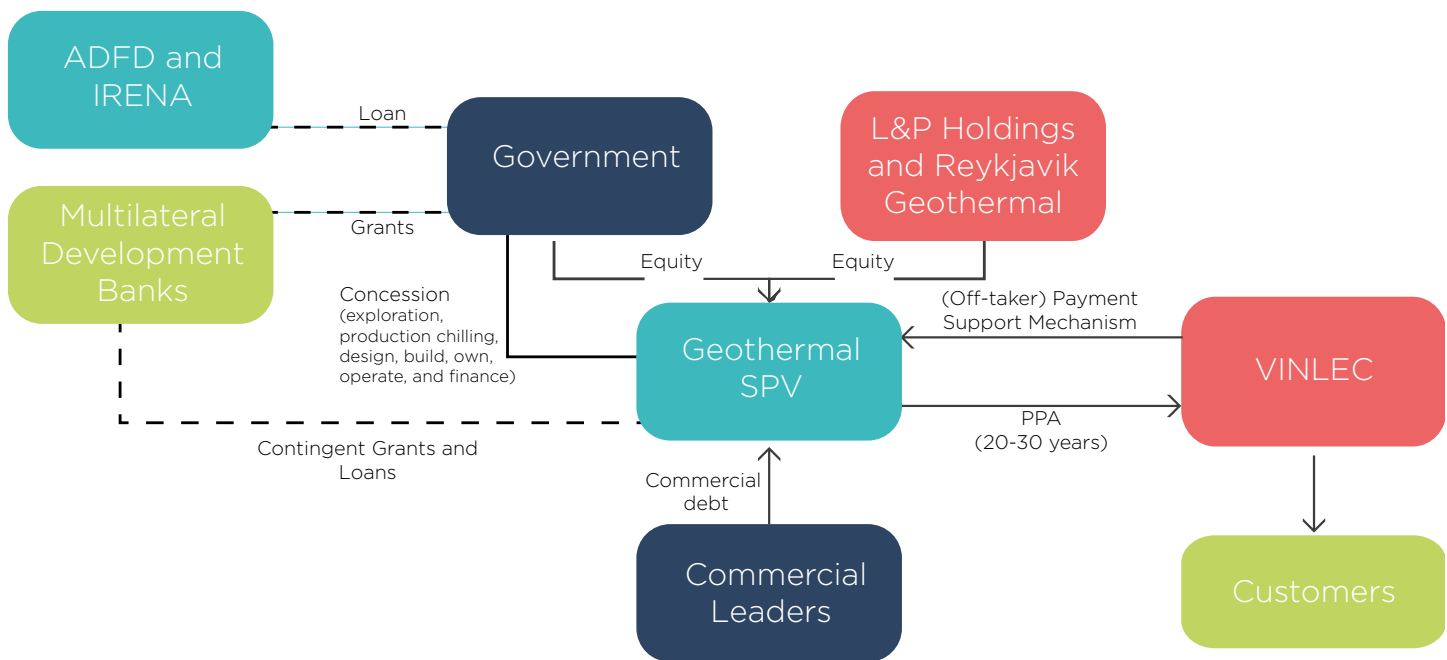 ADFD and
IRENA
Loan
Government
L&P Holdings
and Reykjavik
Geothermal
Multilateral
Development
Banks
Grants
Equity
Equity
Concession
(exploration,
production chilling,
design, build, own,
operate, and finance)
(Off-taker) Payment
Support Mechanism
Geothermal
SPV
VINLEC
PPA
(20-30 years)
Contingent Grants and
Loans
Commercial
debt
Commercial
Leaders
Customers